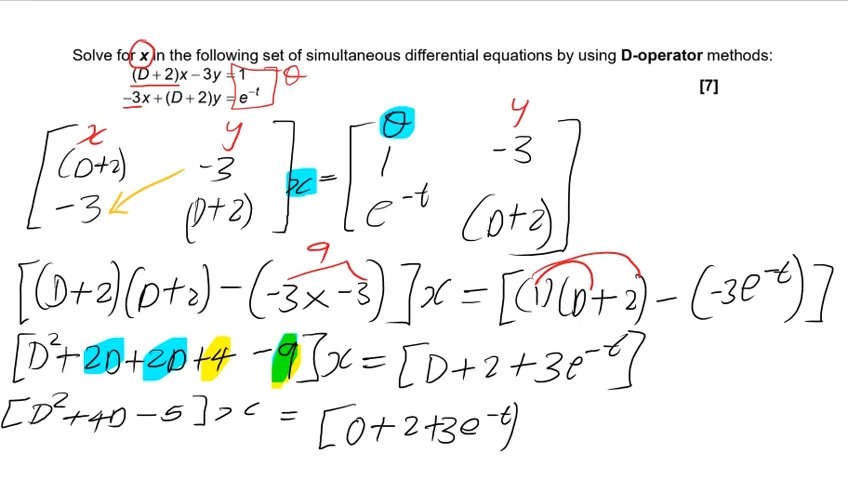 Solve for x in the following set of simultaneous differential equations by using D-operator methods:
(D + 2)x – 3y = 1 θ
–3x + (D + 2)y = e⁻ᵗ
[7]
x y θ y
(D+2) -3 1 -3
x =
-3 (D+2) e⁻ᵗ (D+2)
9
[(D+2)(D+2) - (-3x-3)]x = [(1)(D+2) - (-3e⁻ᵗ)]
[D²+2D+2D+4 -9]x = [D+2+3e⁻ᵗ]
[D²+4D-5]x = [0+2+3e⁻ᵗ]